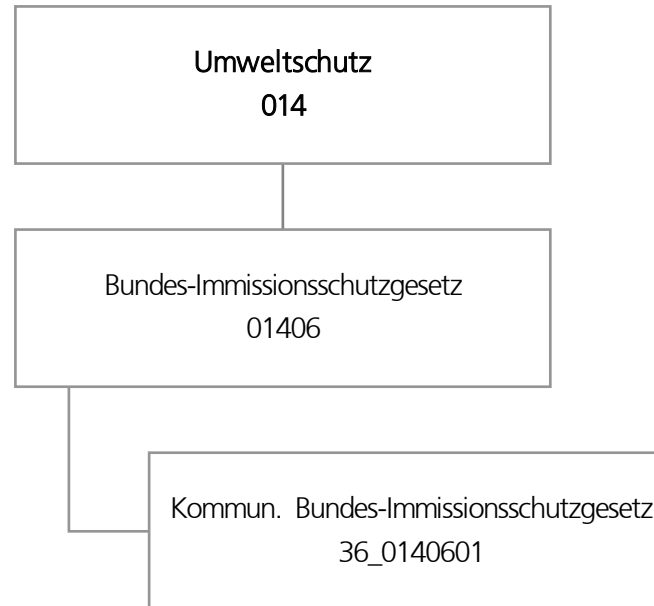 Umweltschutz
014
Bundes-Immissionsschutzgesetz
01406
Kommun. Bundes-Immissionsschutzgesetz
36_0140601